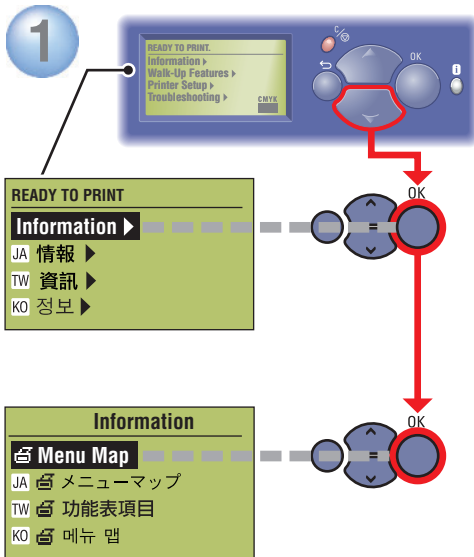 1
READY TO PRINT.
Information
Walk-Up Features
Printer Setup
Troubleshooting
CMYK
C/
OK
i
READY TO PRINT
Information
JA 情報
TW 資訊
KO 정보
OK
Information
Menu Map
JA メニューマップ
TW 功能表項目
KO 메뉴 맵
OK